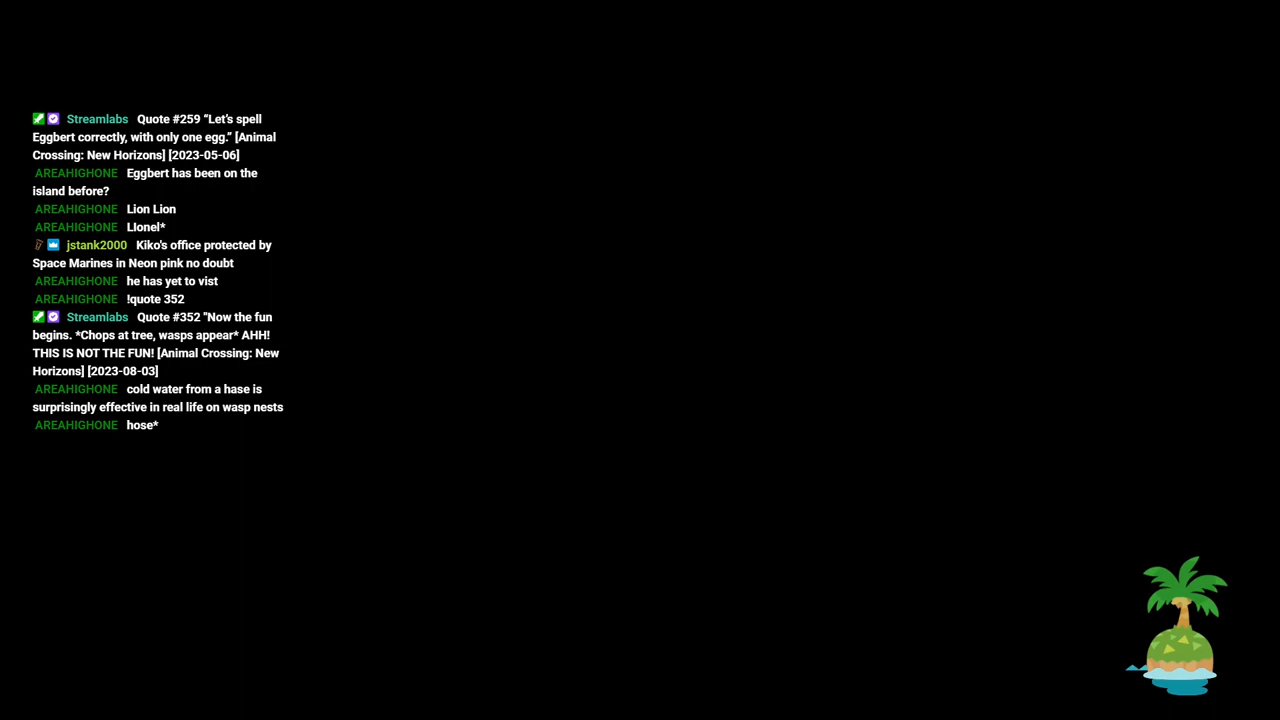 Streamlabs Quote #259 “Let's spell
Eggbert correctly, with only one egg.” [Animal
Crossing: New Horizons] [2023-05-06]
AREAHIGHONE Eggbert has been on the
island before?
AREAHIGHONE Lion Lion
AREAHIGHONE LIonel*
jstank2000 Kiko's office protected by
Space Marines in Neon pink no doubt
AREAHIGHONE he has yet to vist
AREAHIGHONE !quote 352
Streamlabs Quote #352 "Now the fun
begins. *Chops at tree, wasps appear* AHH!
THIS IS NOT THE FUN! [Animal Crossing: New
Horizons] [2023-08-03]
AREAHIGHONE cold water from a hase is
surprisingly effective in real life on wasp nests
AREAHIGHONE hose*